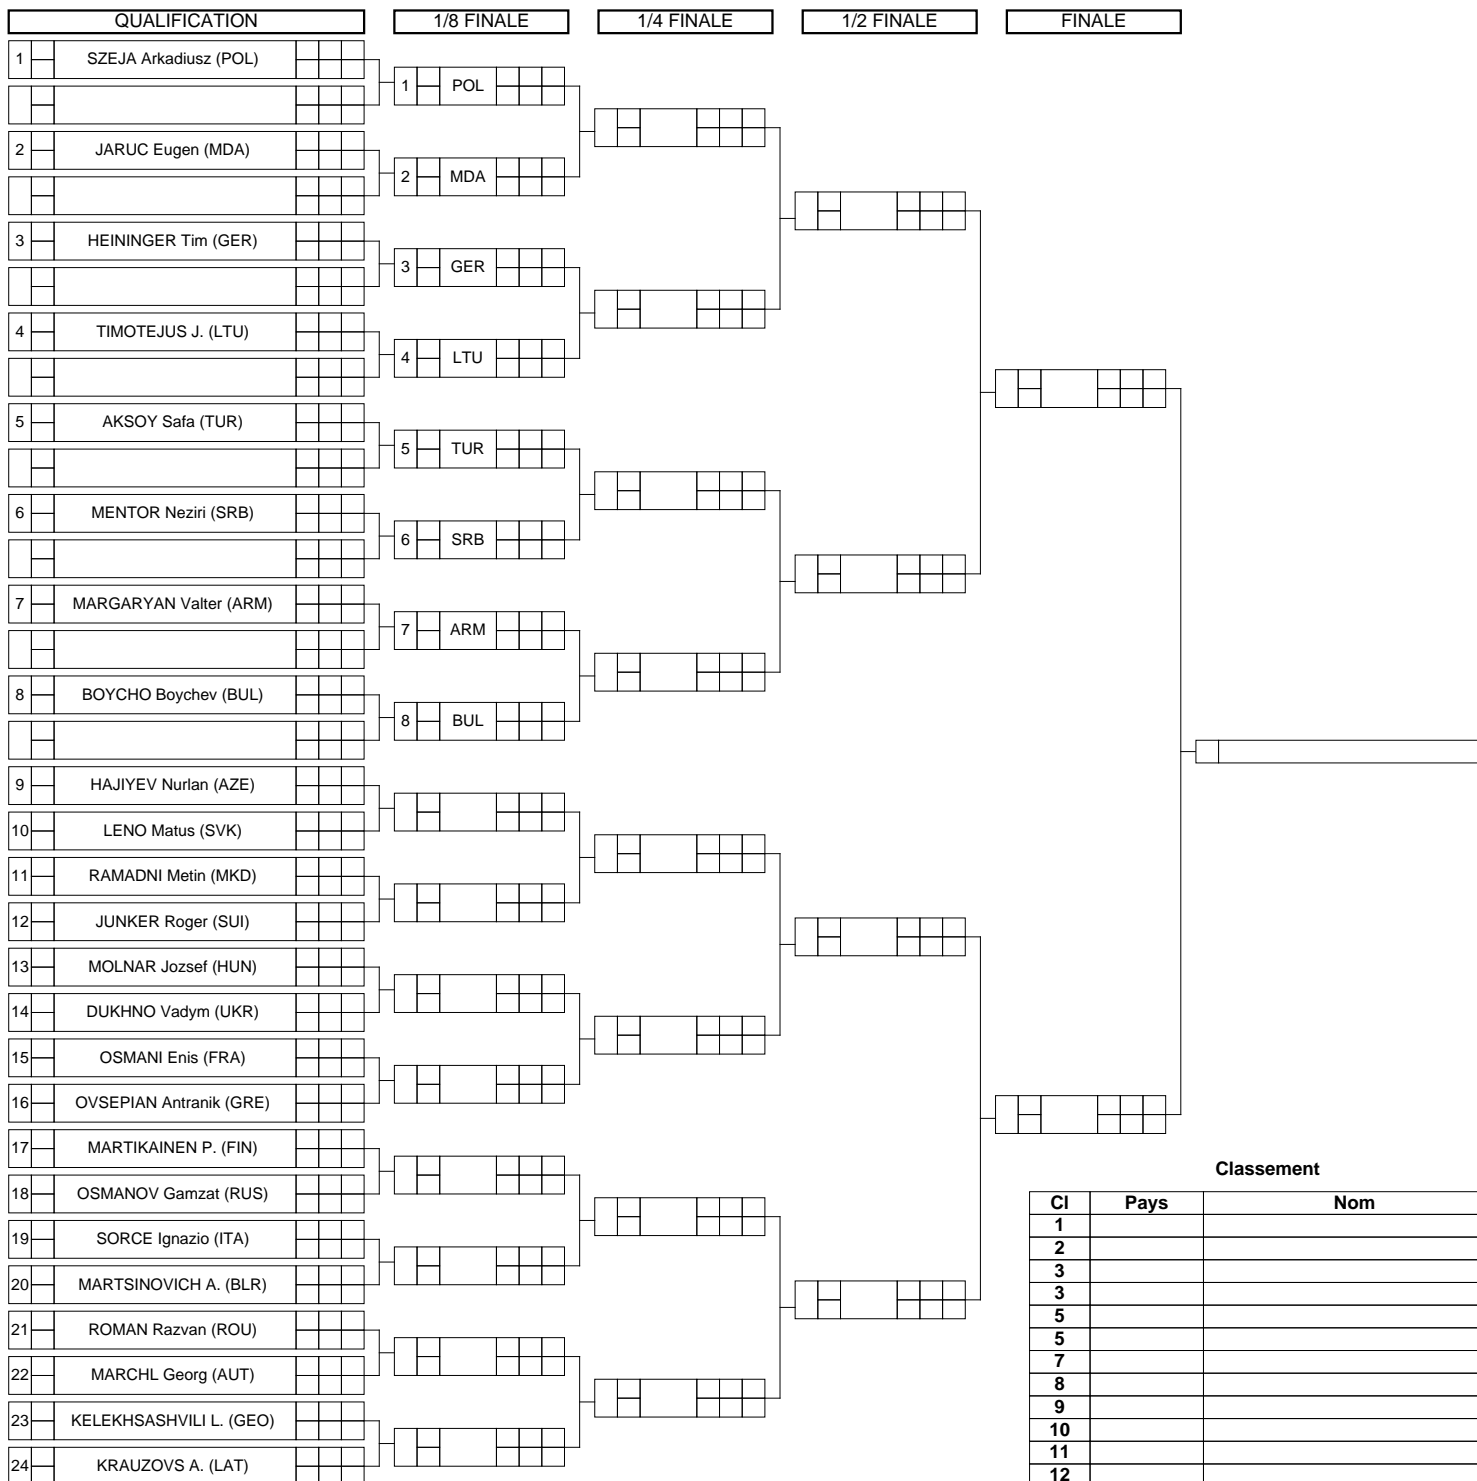 QUALIFICATION 1/8 FINALE 1/4 FINALE 1/2 FINALE FINALE
1 SZEJA Arkadiusz (POL)
1 POL
2 JARUC Eugen (MDA)
2 MDA
3 HEININGER Tim (GER)
3 GER
4 TIMOTEJUS J. (LTU)
4 LTU
5 AKSOY Safa (TUR)
5 TUR
6 MENTOR Neziri (SRB)
6 SRB
7 MARGARYAN Valter (ARM)
7 ARM
8 BOYCHO Boychev (BUL)
8 BUL
9 HAJIYEV Nurlan (AZE)
10 LENO Matus (SVK)
11 RAMADNI Metin (MKD)
12 JUNKER Roger (SUI)
13 MOLNAR Jozsef (HUN)
14 DUKHNO Vadym (UKR)
15 OSMANI Enis (FRA)
16 OVSEPIAN Antranik (GRE)
17 MARTIKAINEN P. (FIN)
18 OSMANOV Gamzat (RUS)
19 SORCE Ignazio (ITA)
20 MARTSINOVICH A. (BLR)
21 ROMAN Razvan (ROU)
22 MARCHL Georg (AUT)
23 KELEKHSASHVILI L. (GEO)
24 KRAUZOVS A. (LAT)
Classement
Cl Pays Nom
1
2
3
3
5
5
7
8
9
10
11
12